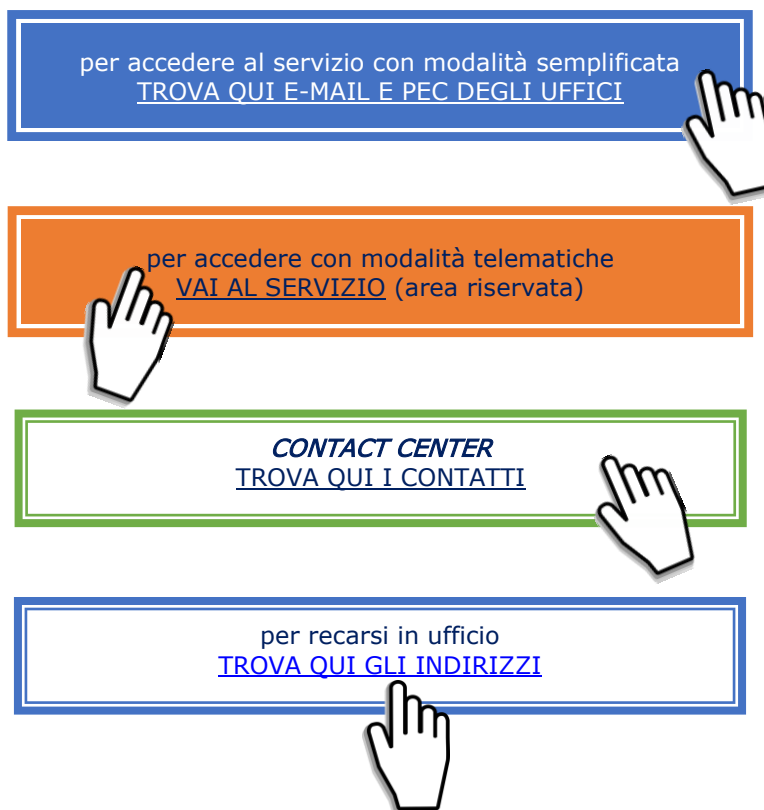 per accedere al servizio con modalità semplificata
TROVA QUI E-MAIL E PEC DEGLI UFFICI
per accedere con modalità telematiche
VAI AL SERVIZIO (area riservata)
CONTACT CENTER
TROVA QUI I CONTATTI
per recarsi in ufficio
TROVA QUI GLI INDIRIZZI